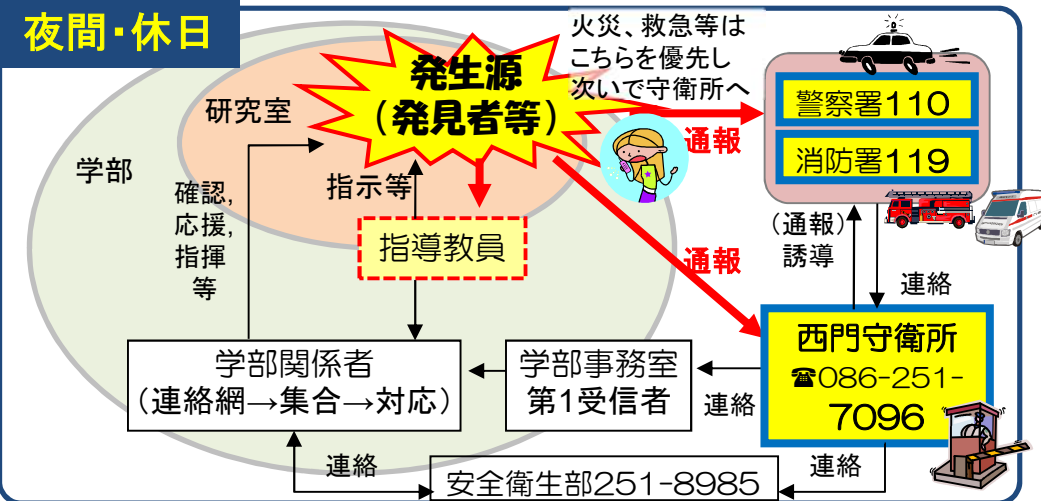 夜間・休日
火災、救急等は
こちらを優先し
次いで守衛所へ
発生源
（発見者等）
研究室
学部
警察署110
消防署119
通報
確認，
応援，
指揮
等
指示等
指導教員
（通報）
誘導
連絡
通報
西門守衛所
☎086-251-
7096
学部関係者
（連絡網→集合→対応）
学部事務室
第1受信者
連絡
連絡
安全衛生部251-8985
連絡